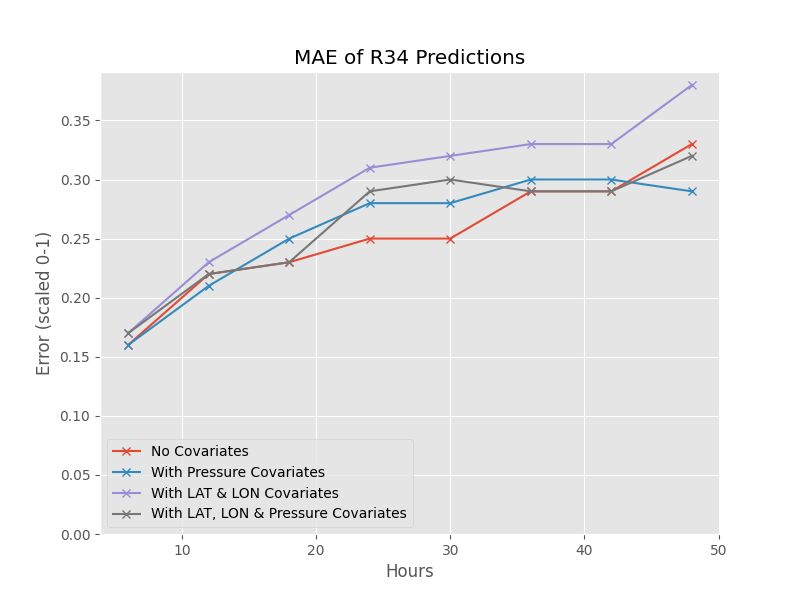 MAE of R34 Predictions
Error (scaled 0-1)
0.35
0.30
0.25
0.20
0.15
0.10
0.05
0.00
No Covariates
With Pressure Covariates
With LAT & LON Covariates
With LAT, LON & Pressure Covariates
10 20 30 40 50
Hours